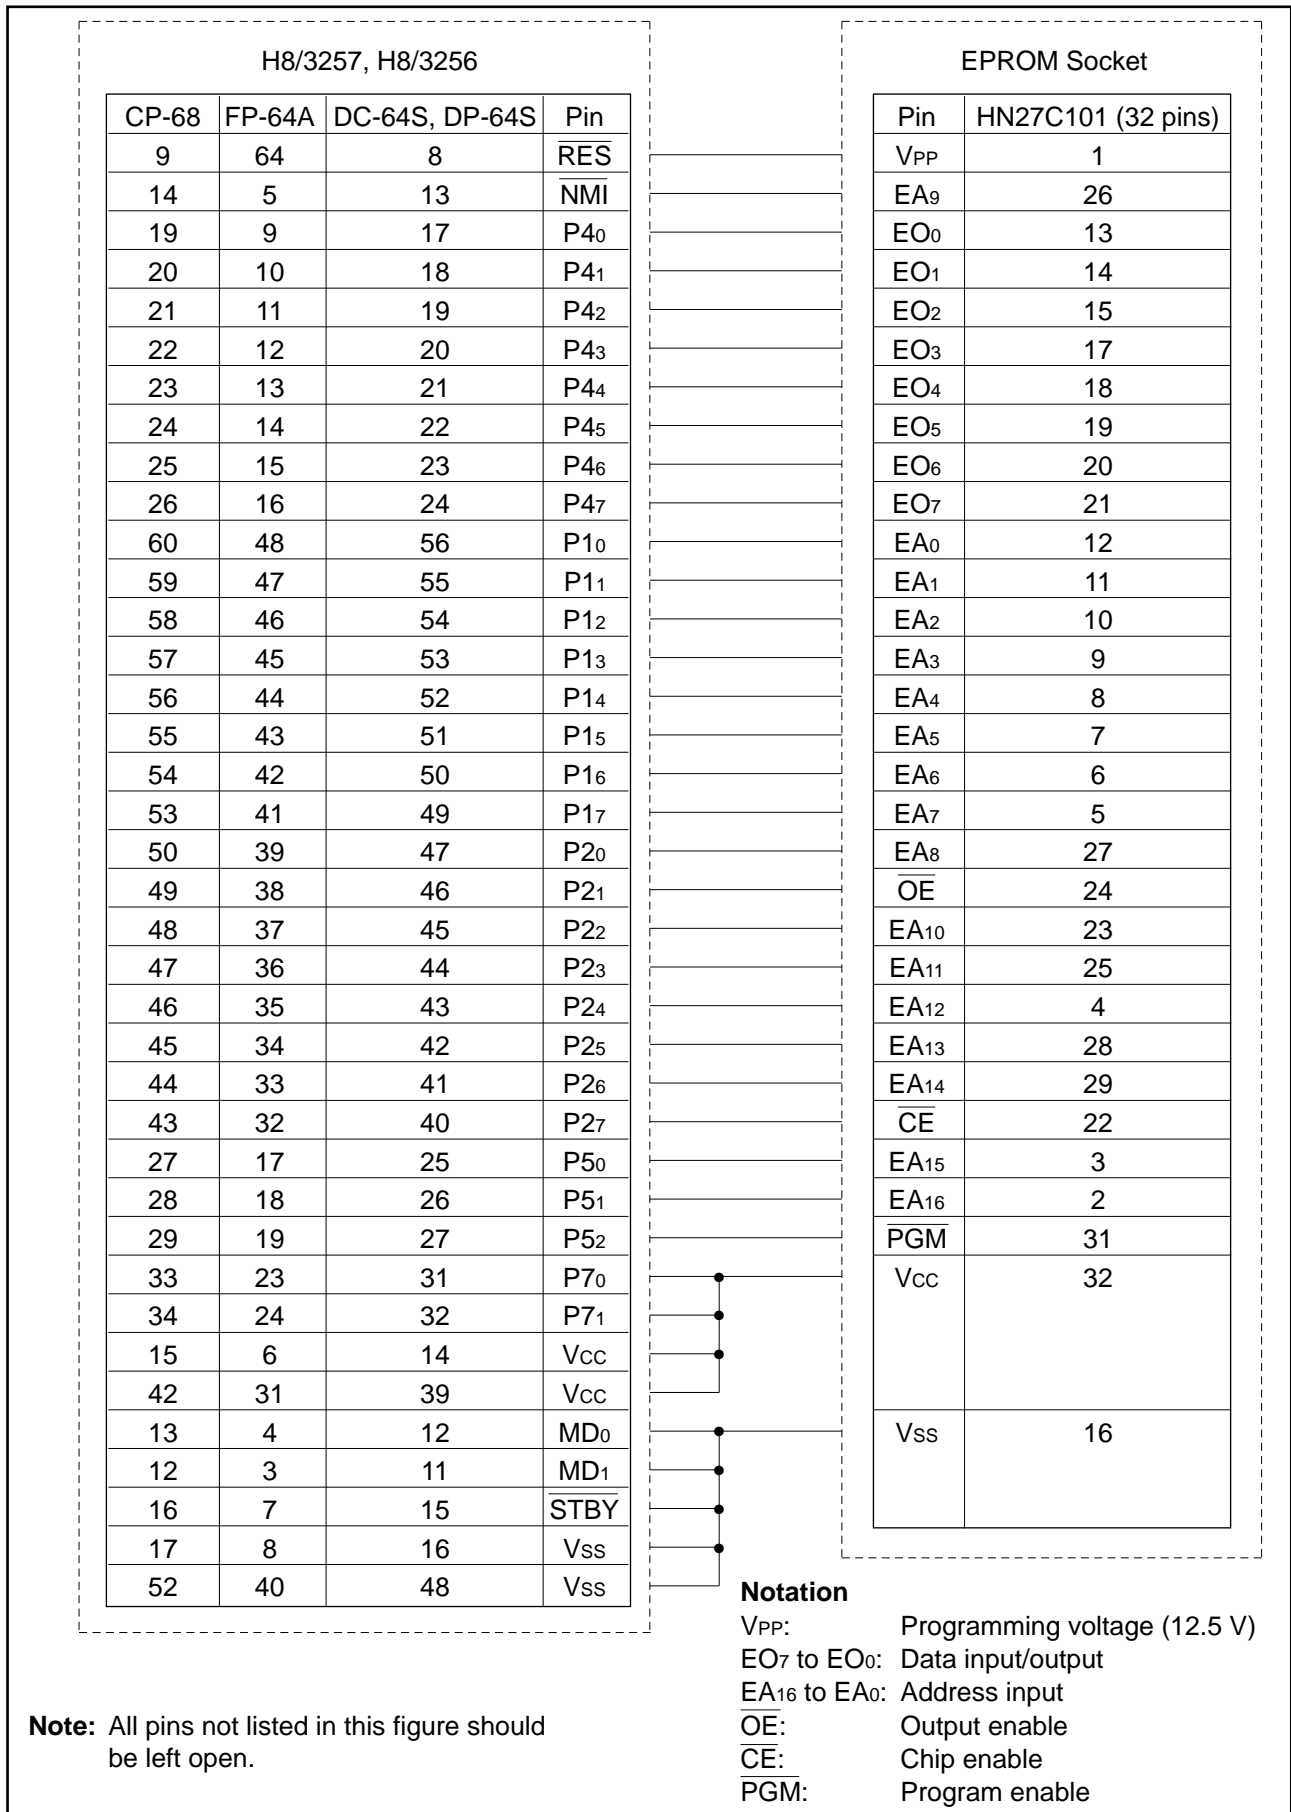 H8/3257, H8/3256 EPROM Socket
CP-68 FP-64A DC-64S, DP-64S Pin Pin HN27C101 (32 pins)
9 64 8 R̅E̅S̅ VPP 1
14 5 13 N̅M̅I̅ EA9 26
19 9 17 P40 EO0 13
20 10 18 P41 EO1 14
21 11 19 P42 EO2 15
22 12 20 P43 EO3 17
23 13 21 P44 EO4 18
24 14 22 P45 EO5 19
25 15 23 P46 EO6 20
26 16 24 P47 EO7 21
60 48 56 P10 EA0 12
59 47 55 P11 EA1 11
58 46 54 P12 EA2 10
57 45 53 P13 EA3 9
56 44 52 P14 EA4 8
55 43 51 P15 EA5 7
54 42 50 P16 EA6 6
53 41 49 P17 EA7 5
50 39 47 P20 EA8 27
49 38 46 P21 O̅E̅ 24
48 37 45 P22 EA10 23
47 36 44 P23 EA11 25
46 35 43 P24 EA12 4
45 34 42 P25 EA13 28
44 33 41 P26 EA14 29
43 32 40 P27 C̅E̅ 22
27 17 25 P50 EA15 3
28 18 26 P51 EA16 2
29 19 27 P52 P̅G̅M̅ 31
33 23 31 P70 VCC 32
34 24 32 P71
15 6 14 VCC
42 31 39 VCC
13 4 12 MD0 VSS 16
12 3 11 MD1
16 7 15 S̅T̅B̅Y̅
17 8 16 VSS
52 40 48 VSS
Notation
VPP: Programming voltage (12.5 V)
EO7 to EO0: Data input/output
EA16 to EA0: Address input
O̅E̅: Output enable
C̅E̅: Chip enable
P̅G̅M̅: Program enable
Note: All pins not listed in this figure should
be left open.